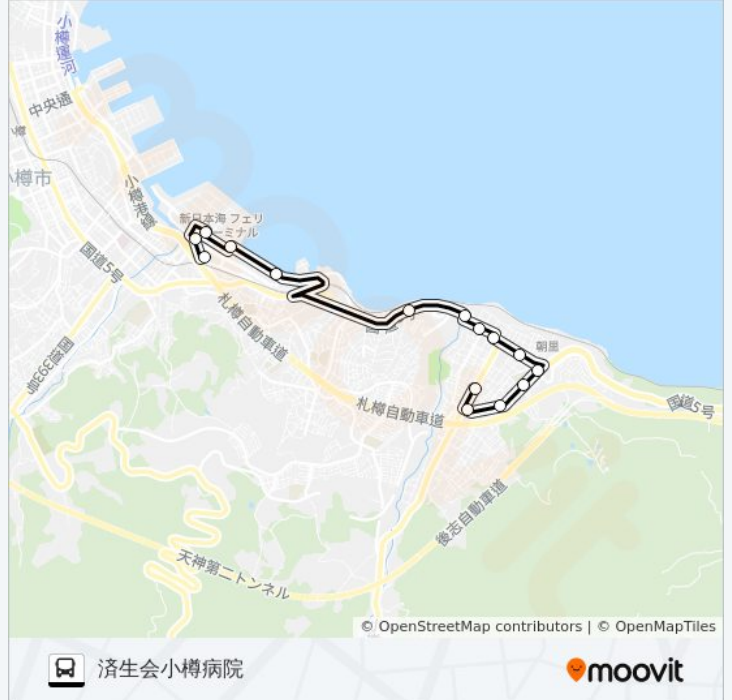 小樽運河
中央通
小樽市
小樽港線
新日本海 フェリ
ーミナル
国道5号
札樽自動車道
国道393号
朝里
札樽自動車道
国道5号
後志自動車道
天神第二トンネル
© OpenStreetMap contributors | © OpenMapTiles
済生会小樽病院
moovit